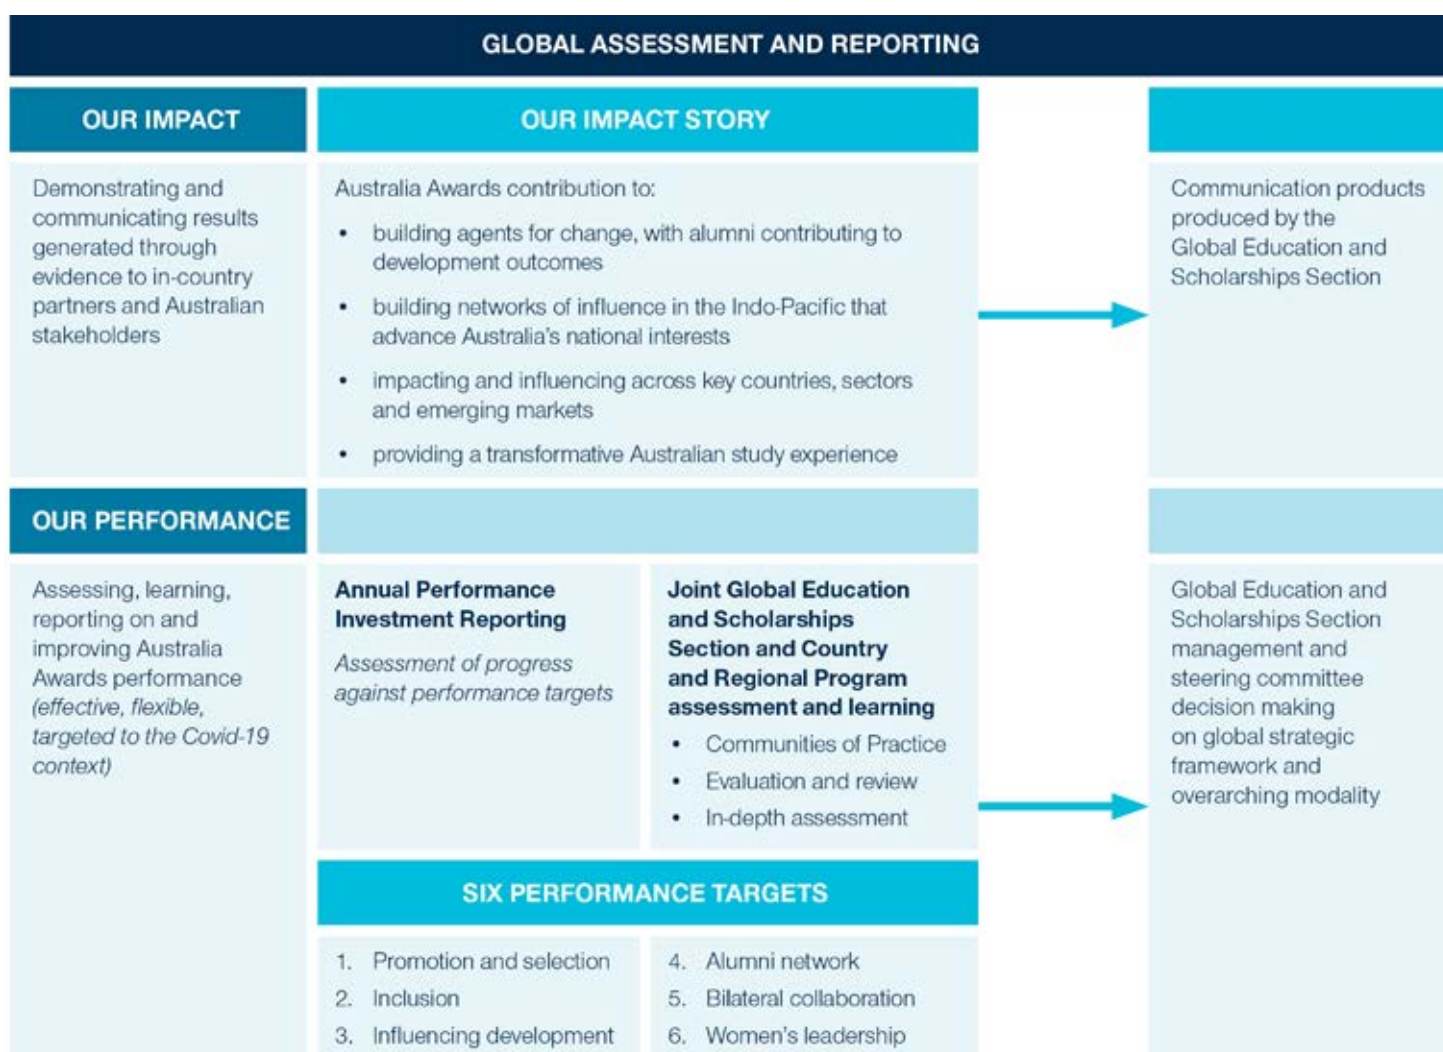 GLOBAL ASSESSMENT AND REPORTING
OUR IMPACT
OUR IMPACT STORY
Demonstrating and
communicating results
generated through
evidence to in-country
partners and Australian
stakeholders
Australia Awards contribution to:
• building agents for change, with alumni contributing to
development outcomes
• building networks of influence in the Indo-Pacific that
advance Australia's national interests
• impacting and influencing across key countries, sectors
and emerging markets
• providing a transformative Australian study experience
Communication products
produced by the
Global Education and
Scholarships Section
OUR PERFORMANCE
Assessing, learning,
reporting on and
improving Australia
Awards performance
(effective, flexible,
targeted to the Covid-19
context)
Annual Performance
Investment Reporting
Assessment of progress
against performance targets
Joint Global Education
and Scholarships
Section and Country
and Regional Program
assessment and learning
• Communities of Practice
• Evaluation and review
• In-depth assessment
Global Education and
Scholarships Section
management and
steering committee
decision making
on global strategic
framework and
overarching modality
SIX PERFORMANCE TARGETS
1. Promotion and selection
2. Inclusion
3. Influencing development
4. Alumni network
5. Bilateral collaboration
6. Women's leadership